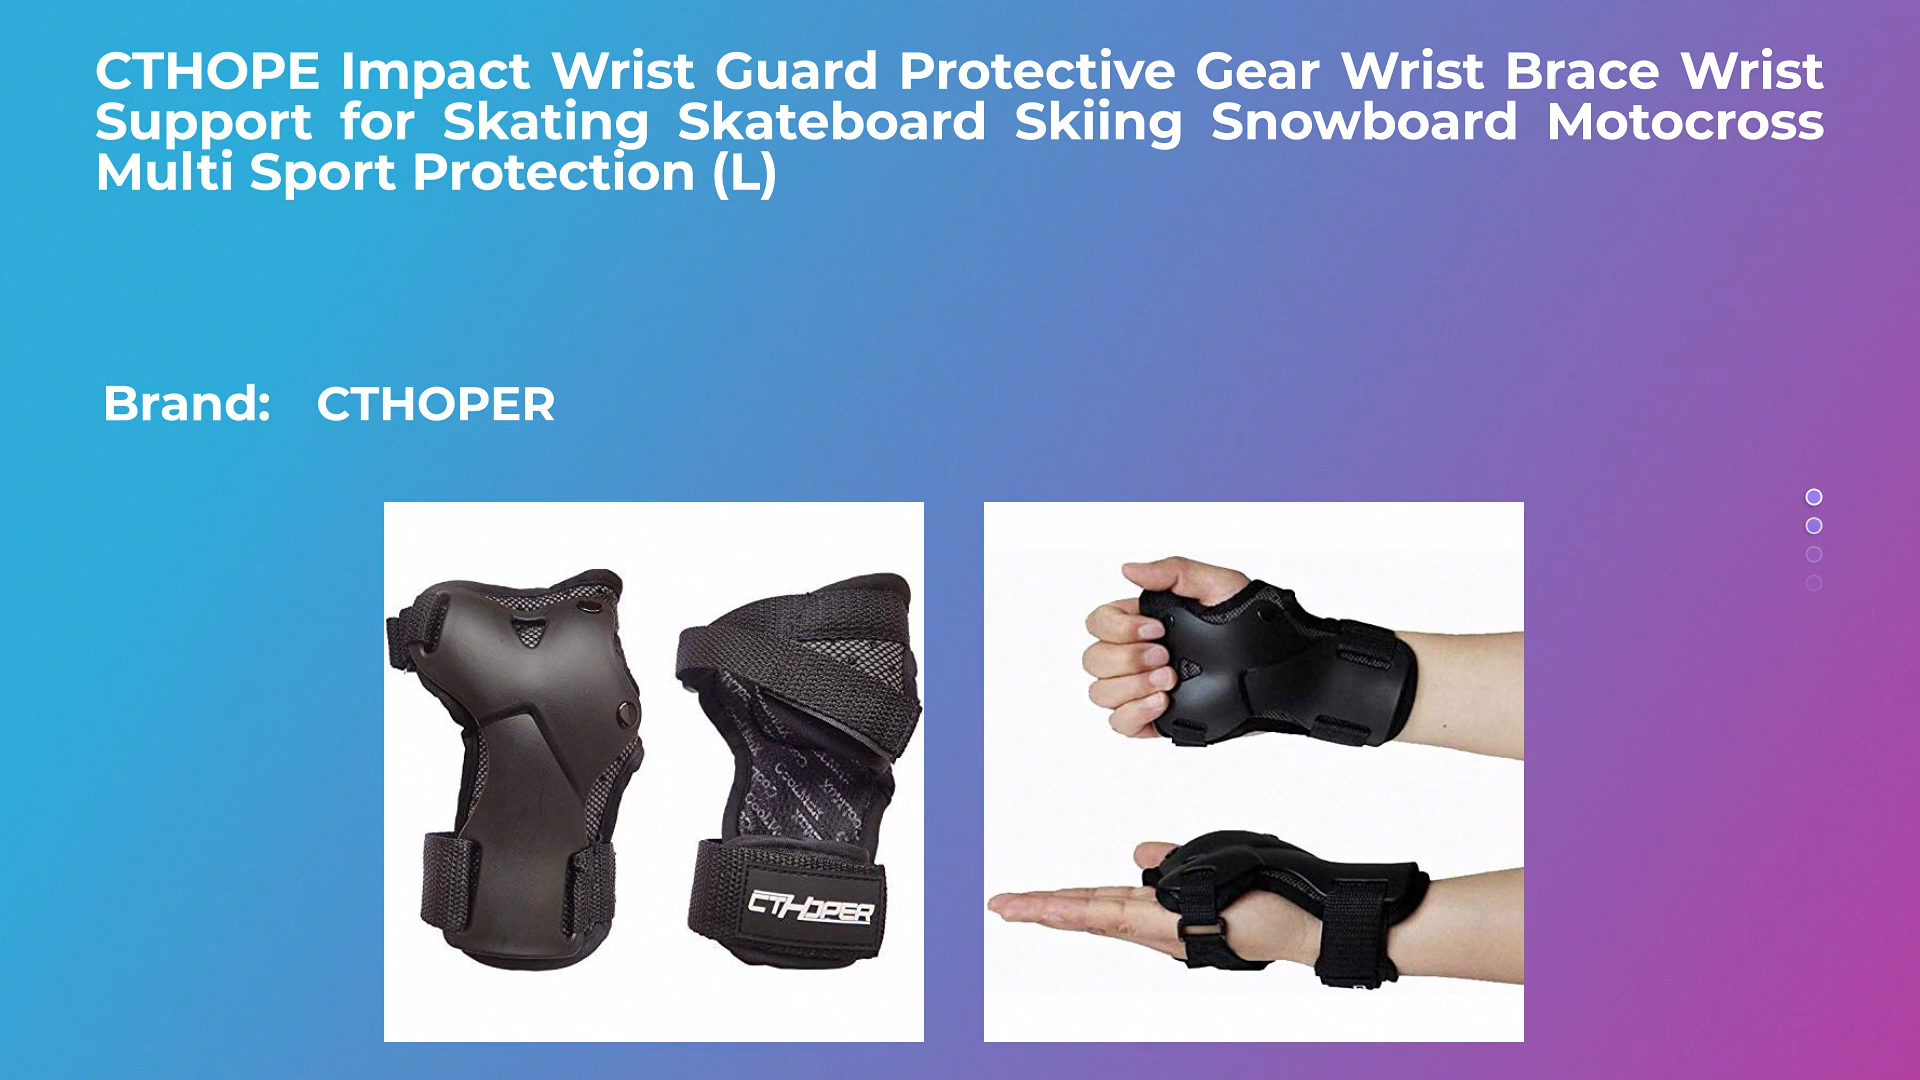 CTHOPE Impact Wrist Guard Protective Gear Wrist Brace Wrist
Support for Skating Skateboard Skiing Snowboard Motocross
Multi Sport Protection (L)
Brand: CTHOPER
CTHOPER